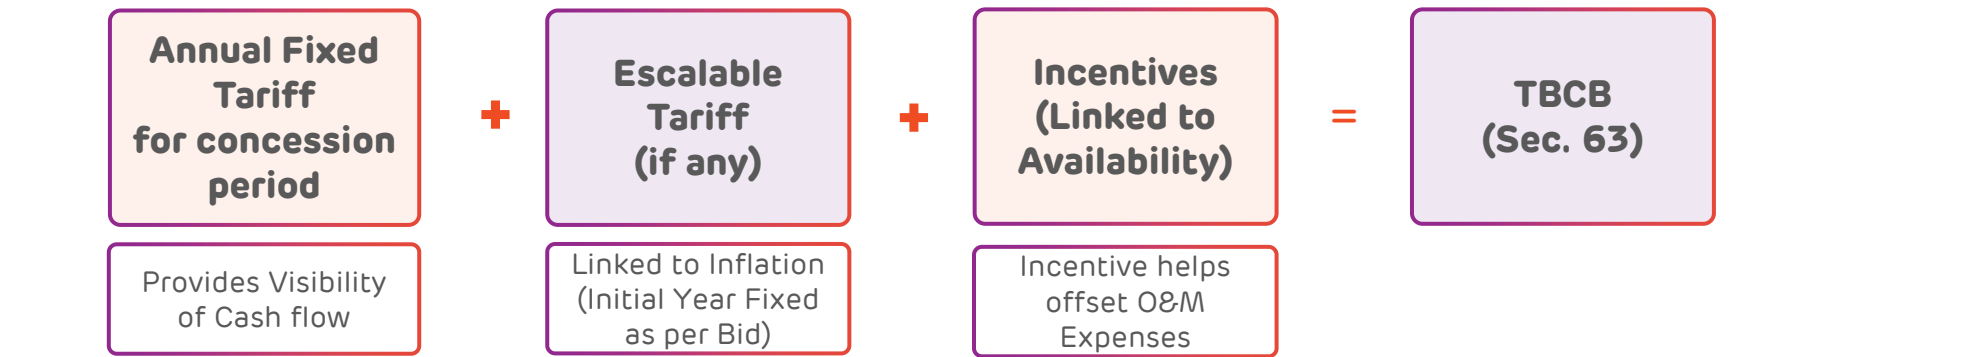 Annual Fixed
Tariff
for concession
period
+
Escalable
Tariff
(if any)
+
Incentives
(Linked to
Availability)
=
TBCB
(Sec. 63)
Provides Visibility
of Cash flow
Linked to Inflation
(Initial Year Fixed
as per Bid)
Incentive helps
offset O&M
Expenses